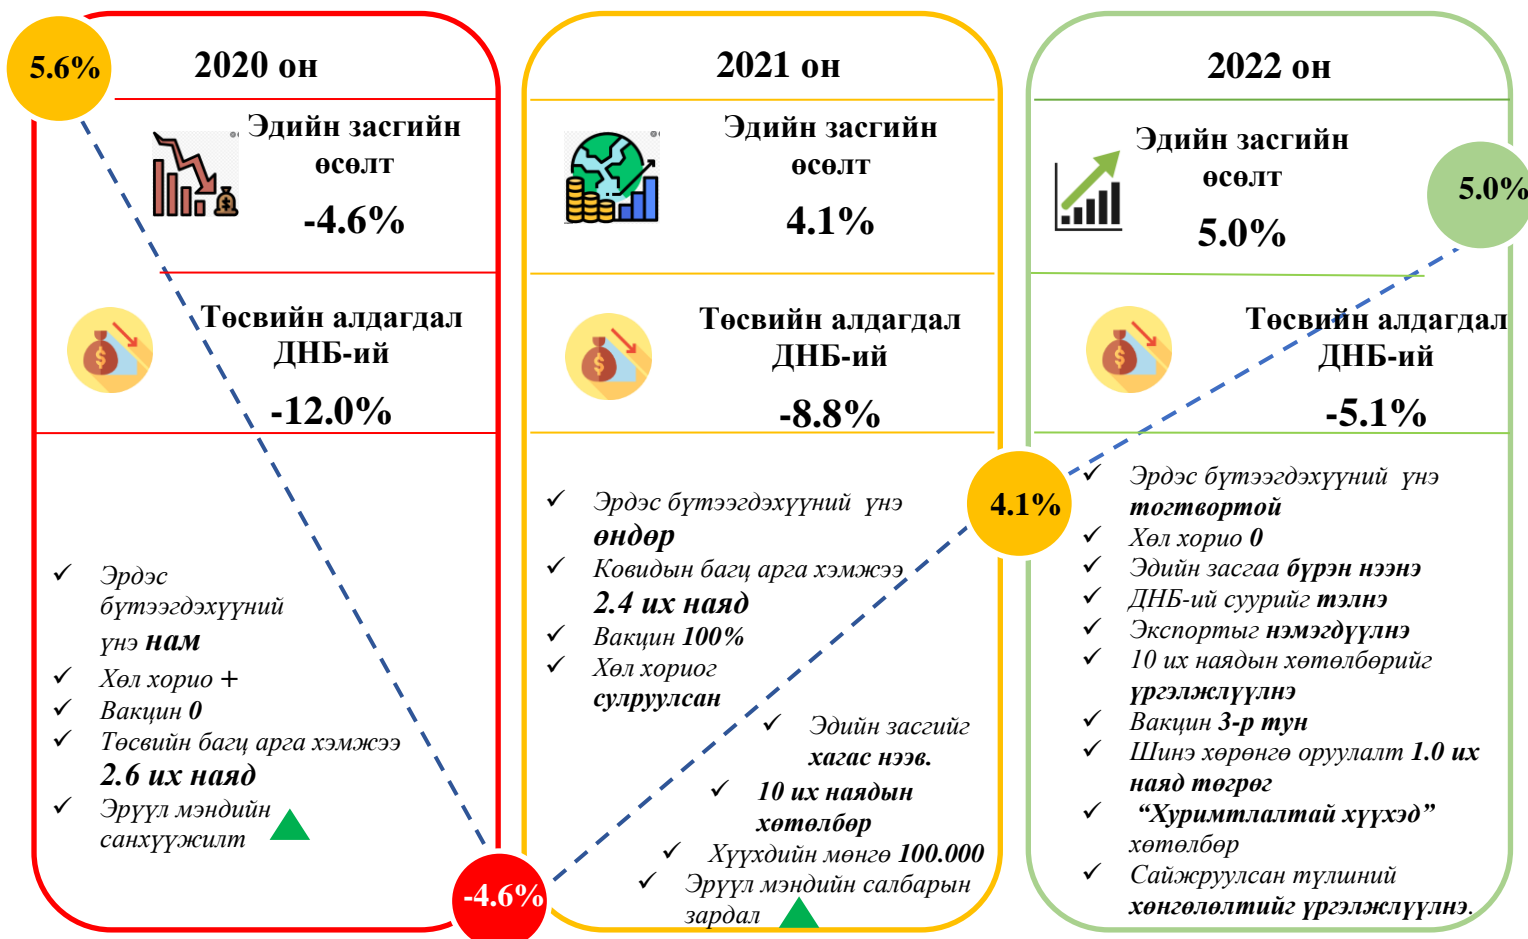 5.6%
2020 он
Эдийн засгийн
өсөлт
-4.6%
Төсвийн алдагдал
ДНБ-ий
-12.0%
✓ Эрдэс
бүтээгдэхүүний
үнэ нам
✓ Хөл хорио +
✓ Вакцин 0
✓ Төсвийн багц арга хэмжээ
2.6 их наяд
✓ Эрүүл мэндийн
санхүүжилт
-4.6%
2021 он
Эдийн засгийн
өсөлт
4.1%
Төсвийн алдагдал
ДНБ-ий
-8.8%
✓ Эрдэс бүтээгдэхүүний үнэ
өндөр
✓ Ковидын багц арга хэмжээ
2.4 их наяд
✓ Вакцин 100%
✓ Хөл хориог
сулруулсан
✓ Эдийн засгийг
хагас нээв.
✓ 10 их наядын
хөтөлбөр
✓ Хүүхдийн мөнгө 100.000
✓ Эрүүл мэндийн салбарын
зардал
4.1%
2022 он
Эдийн засгийн
өсөлт
5.0%
5.0%
Төсвийн алдагдал
ДНБ-ий
-5.1%
✓ Эрдэс бүтээгдэхүүний үнэ
тогтвортой
✓ Хөл хорио 0
✓ Эдийн засгаа бүрэн нээнэ
✓ ДНБ-ий суурийг тэлнэ
✓ Экспортыг нэмэгдүүлнэ
✓ 10 их наядын хөтөлбөрийг
үргэлжлүүлнэ
✓ Вакцин 3-р тун
✓ Шинэ хөрөнгө оруулалт 1.0 их
наяд төгрөг
✓ “Хуримтлалтай хүүхэд”
хөтөлбөр
✓ Сайжруулсан түлшний
хөнгөлөлтийг үргэлжлүүлнэ.